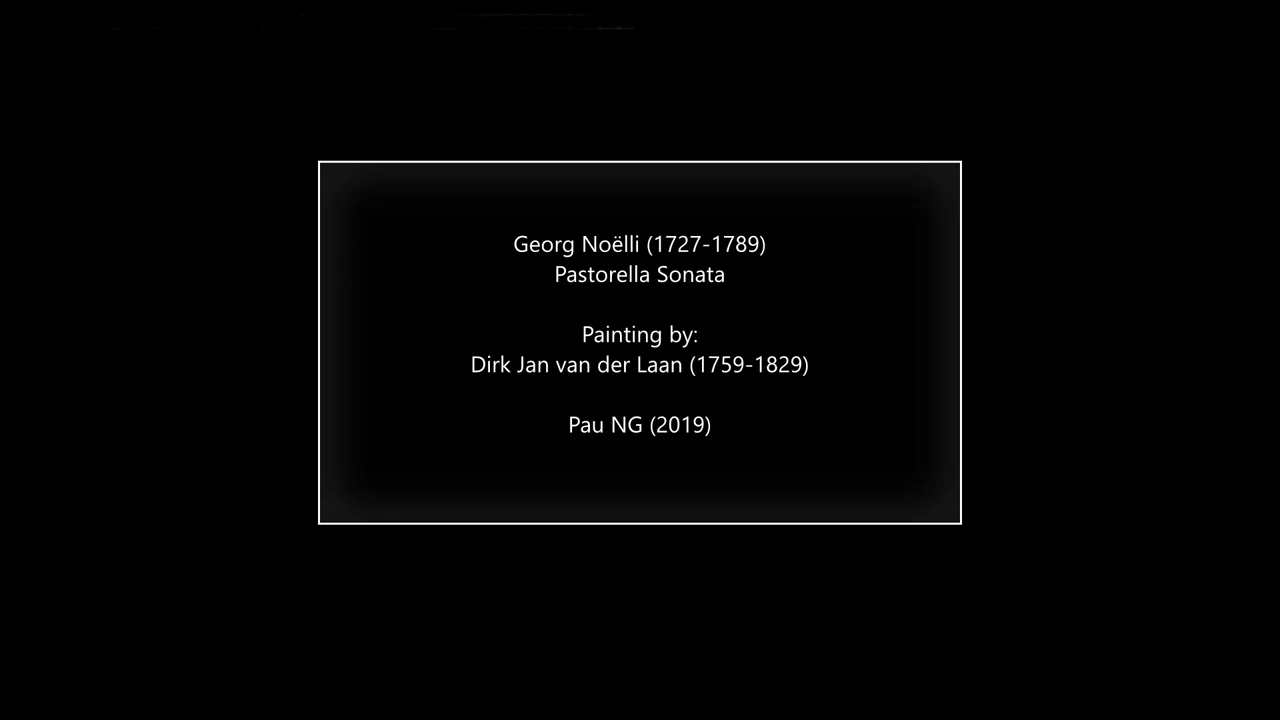 Georg Noëlli (1727-1789)
Pastorella Sonata
Painting by:
Dirk Jan van der Laan (1759-1829)
Pau NG (2019)